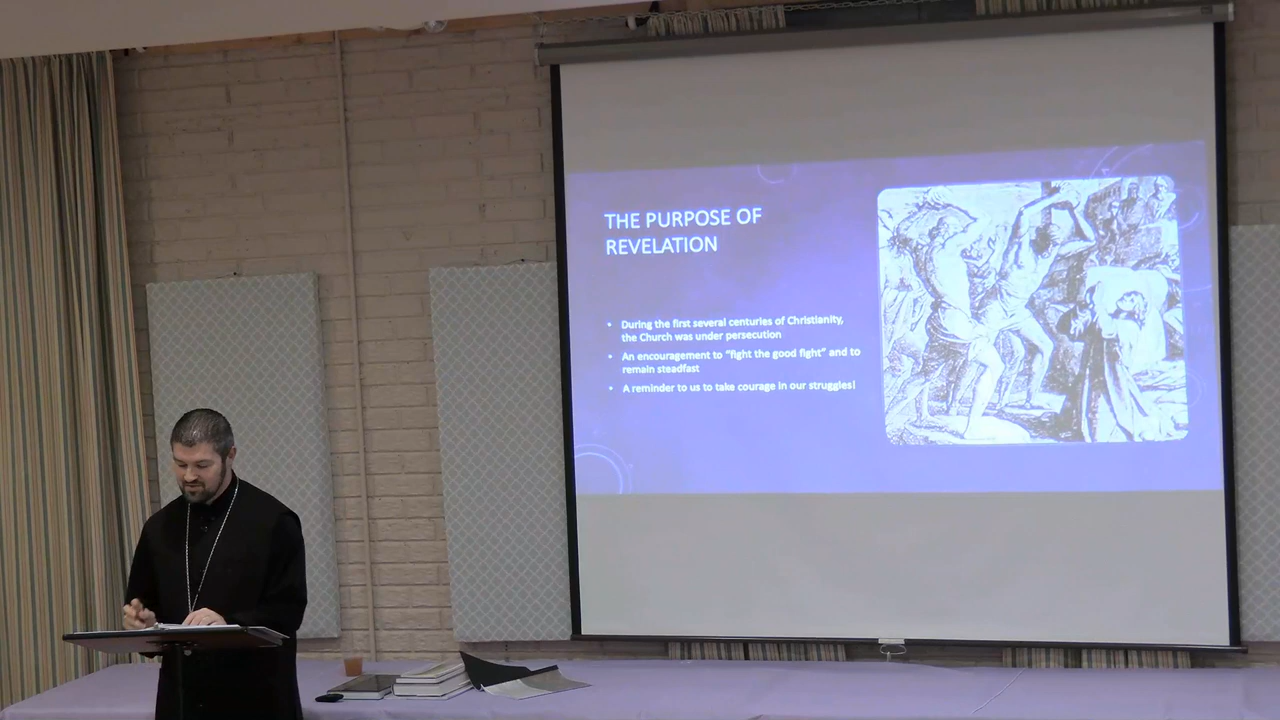 THE PURPOSE OF
REVELATION
• During the first several centuries of Christianity,
the Church was under persecution
• An encouragement to “fight the good fight” and to
remain steadfast
• A reminder to us to take courage in our struggles!